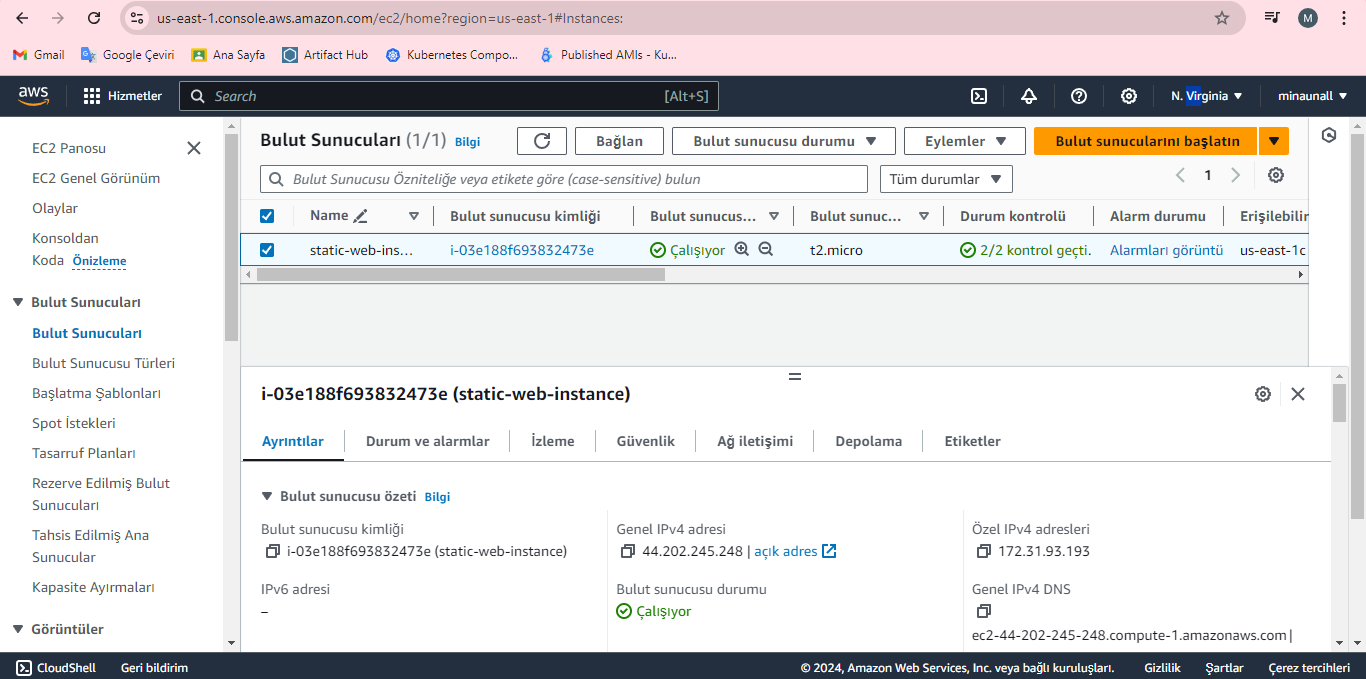 us-east-1.console.aws.amazon.com/ec2/home?region=us-east-1#Instances:
M
Gmail
Google Çeviri
Ana Sayfa
Artifact Hub
Kubernetes Compo...
Published AMIs - Ku...
aws
Hizmetler
Search
[Alt+S]
N. Virginia
minaunall
EC2 Panosu
EC2 Genel Görünüm
Olaylar
Konsoldan
Koda Önizleme
Bulut Sunucuları
Bulut Sunucuları
Bulut Sunucusu Türleri
Başlatma Şablonları
Spot İstekleri
Tasarruf Planları
Rezerve Edilmiş Bulut
Sunucuları
Tahsis Edilmiş Ana
Sunucular
Kapasite Ayırmaları
Görüntüler
Bulut Sunucuları (1/1) Bilgi
Bağlan
Bulut sunucusu durumu
Eylemler
Bulut sunucularını başlatın
Bulut Sunucusu Özniteliğe veya etikete göre (case-sensitive) bulun
Tüm durumlar
1
Name
Bulut sunucusu kimliği
Bulut sunucus...
Bulut sunuc...
Durum kontrolü
Alarm durumu
Erişilebilir
static-web-ins...
i-03e188f693832473e
Çalışıyor
t2.micro
2/2 kontrol geçti.
Alarmları görüntü
us-east-1c
i-03e188f693832473e (static-web-instance)
Ayrıntılar
Durum ve alarmlar
İzleme
Güvenlik
Ağ iletişimi
Depolama
Etiketler
Bulut sunucusu özeti Bilgi
Bulut sunucusu kimliği
i-03e188f693832473e (static-web-instance)
IPv6 adresi
–
Genel IPv4 adresi
44.202.245.248 | açık adres
Bulut sunucusu durumu
Çalışıyor
Özel IPv4 adresleri
172.31.93.193
Genel IPv4 DNS
ec2-44-202-245-248.compute-1.amazonaws.com |
CloudShell
Geri bildirim
© 2024, Amazon Web Services, Inc. veya bağlı kuruluşları.
Gizlilik
Şartlar
Çerez tercihleri